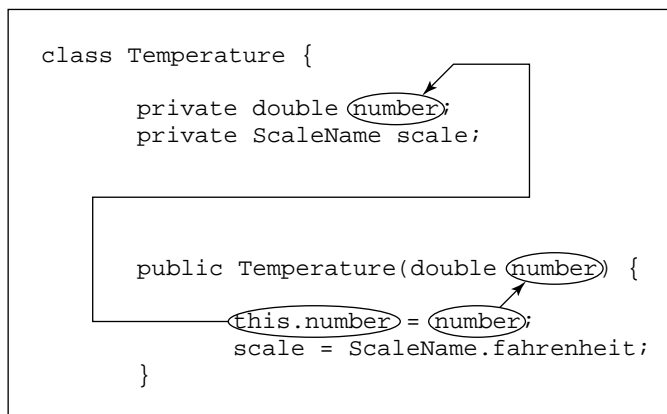 class Temperature {
private double number;
private ScaleName scale;
public Temperature(double number) {
this.number = number;
scale = ScaleName.fahrenheit;
}